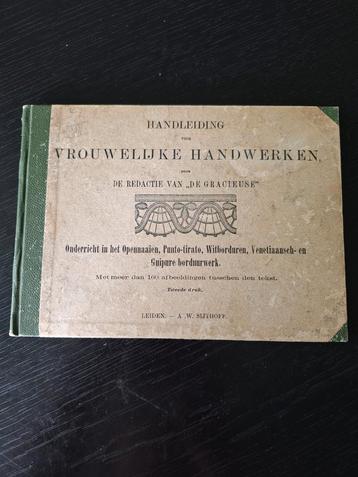 HANDLEIDING
VOOR
VROUWELIJKE HANDWERKEN
DOOR
DE REDACTIE VAN „DE GRACIEUSE"
Onderricht in het Opennaaien, Punto-tirato, Witborduren, Venetiaansch- en
Guipure borduurwerk.
Met meer dan 160 afbeeldingen tusschen den tekst.
Tweede druk.
LEIDEN. — A. W. SIJTHOFF.